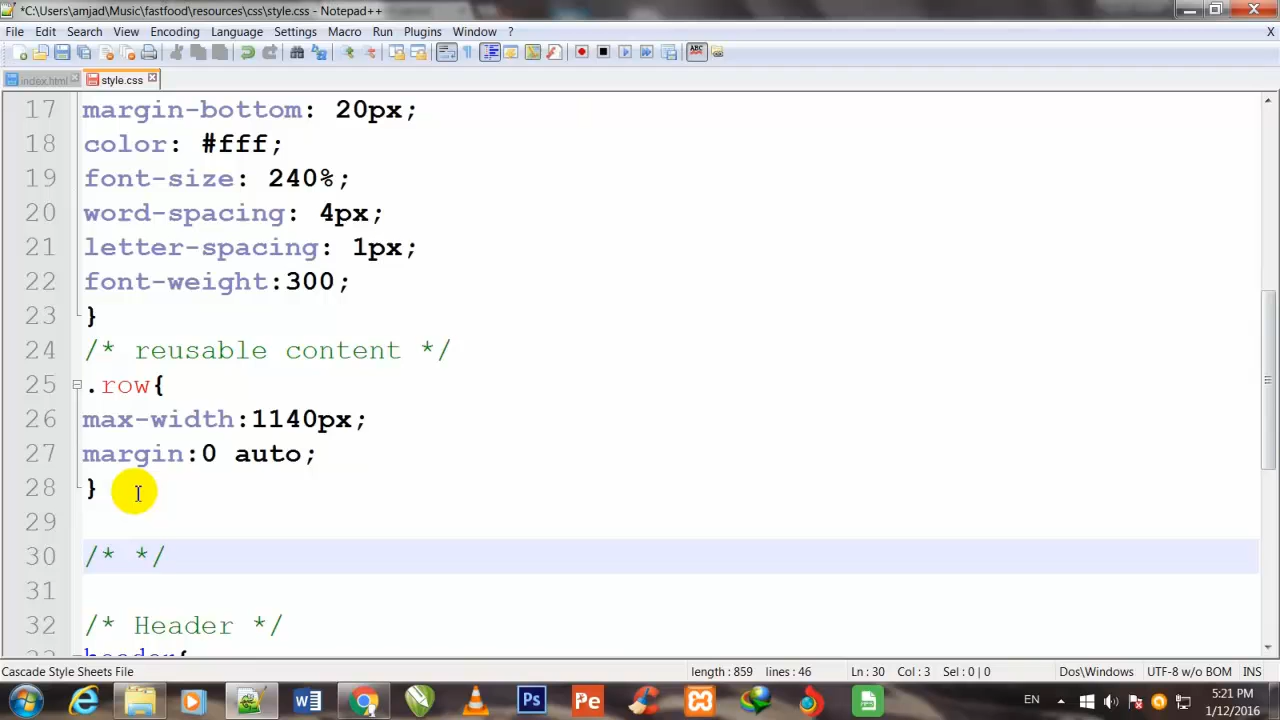 *C:\Users\amjad\Music\fastfood\resources\css\style.css - Notepad++
File Edit Search View Encoding Language Settings Macro Run Plugins Window ? X
index.html style.css
17 margin-bottom: 20px;
18 color: #fff;
19 font-size: 240%;
20 word-spacing: 4px;
21 letter-spacing: 1px;
22 font-weight:300;
23 }
24 /* reusable content */
25 .row{
26 max-width:1140px;
27 margin:0 auto;
28 }
29
30 /* */
31
32 /* Header */
33 header{
Cascade Style Sheets File length : 859 lines : 46 Ln : 30 Col : 3 Sel : 0 | 0 Dos\Windows UTF-8 w/o BOM INS
EN 5:21 PM
1/12/2016